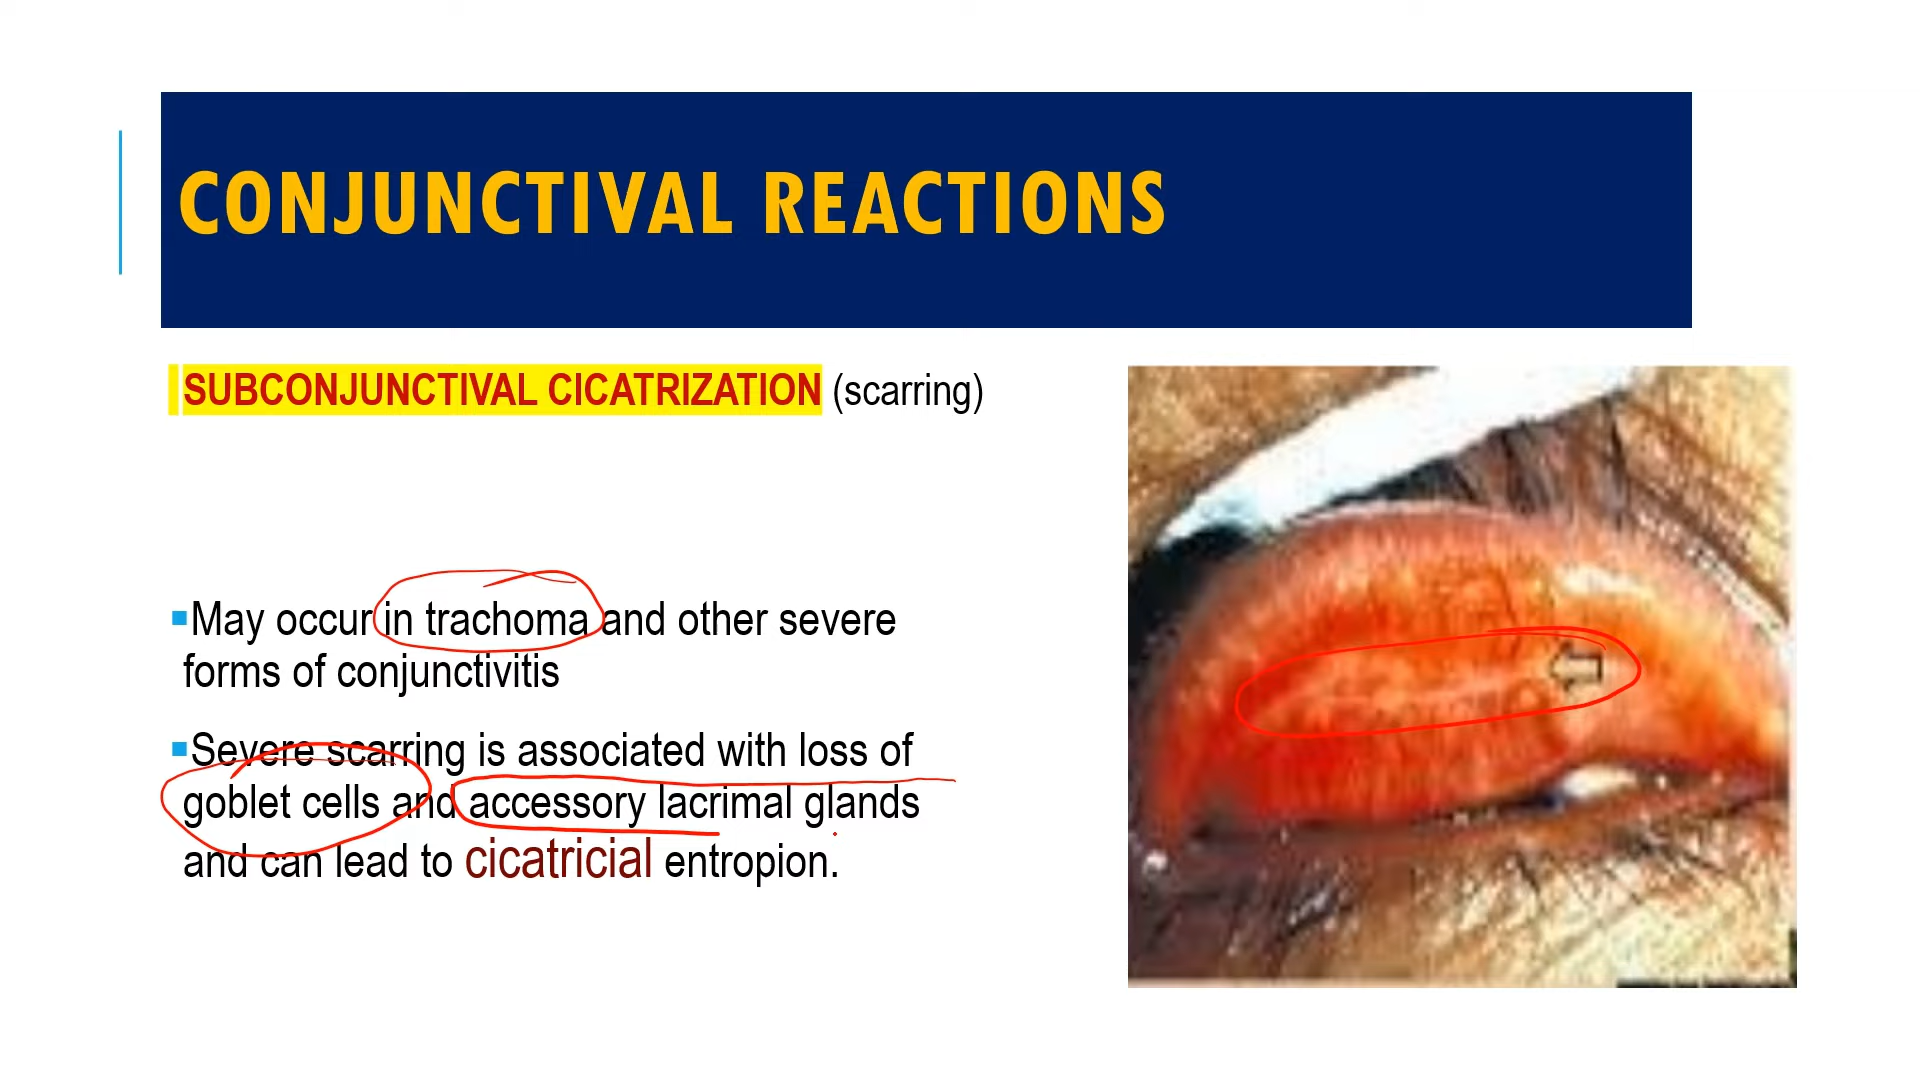 CONJUNCTIVAL REACTIONS
SUBCONJUNCTIVAL CICATRIZATION (scarring)
▪May occur in trachoma and other severe
forms of conjunctivitis
▪Severe scarring is associated with loss of
goblet cells and accessory lacrimal glands
and can lead to cicatricial entropion.